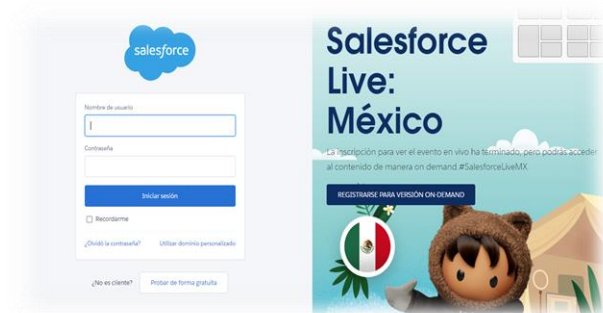 salesforce
Nombre de usuario
Contraseña
Iniciar sesión
Recordarme
¿Olvidó la contraseña? Utilizar dominio personalizado
¿No es cliente? Probar de forma gratuita
Salesforce
Live:
México
La inscripción para ver el evento en vivo ha terminado, pero podrás acceder
al contenido de manera on demand.#SalesforceLiveMX
REGISTRARSE PARA VERSIÓN ON-DEMAND